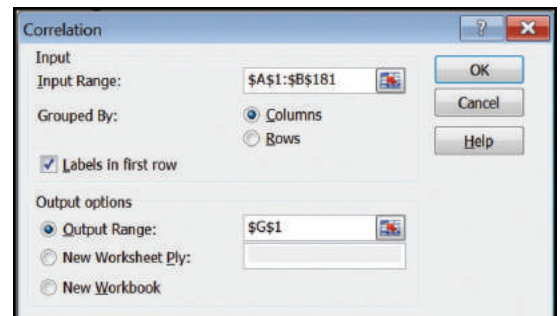 Correlation
Input
Input Range: $A$1:$B$181
Grouped By: Columns
Rows
Labels in first row
Output options
Output Range: $G$1
New Worksheet Ply:
New Workbook
?
OK
Cancel
Help